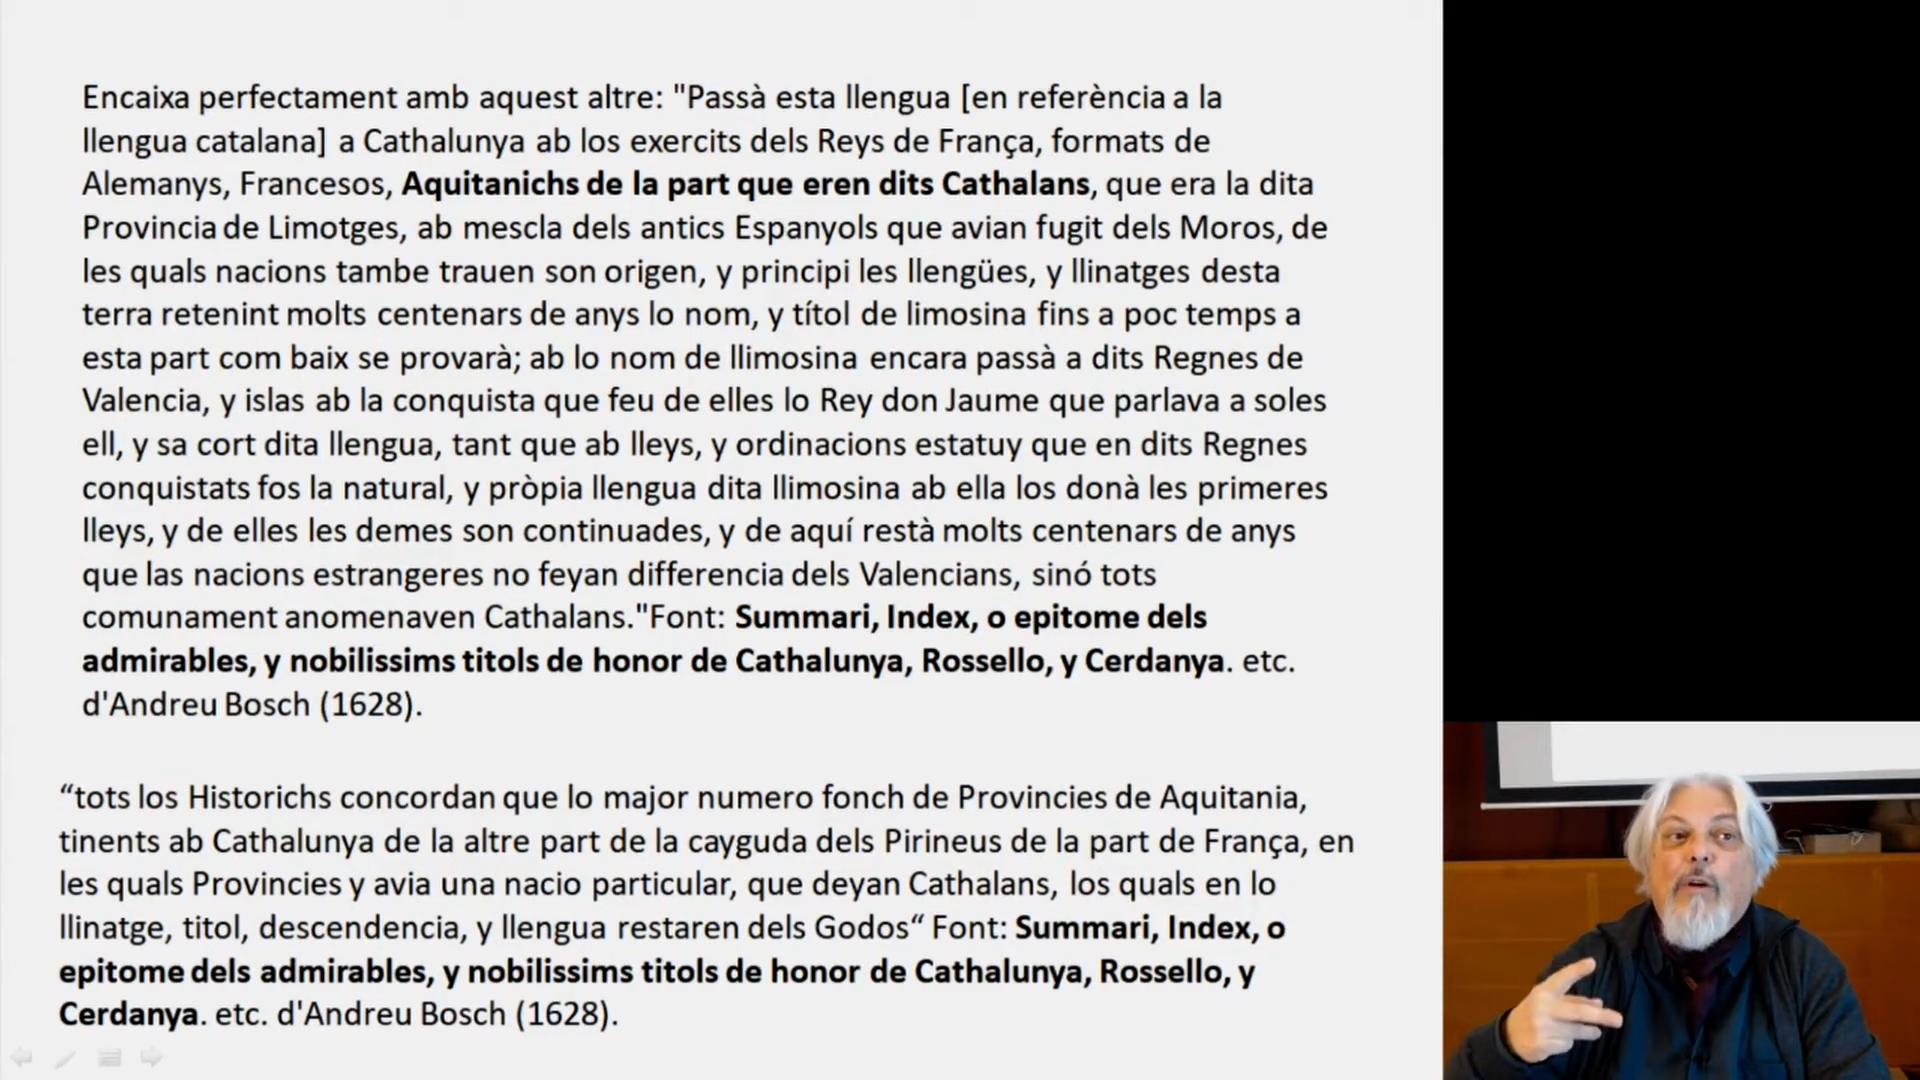 Encaixa perfectament amb aquest altre: "Passà esta llengua [en referència a la
llengua catalana] a Cathalunya ab los exercits dels Reys de França, formats de
Alemanys, Francesos, Aquitanichs de la part que eren dits Cathalans, que era la dita
Provincia de Limotges, ab mescla dels antics Espanyols que avian fugit dels Moros, de
les quals nacions tambe trauen son origen, y principi les llengües, y llinatges desta
terra retenint molts centenars de anys lo nom, y títol de limosina fins a poc temps a
esta part com baix se provarà; ab lo nom de llimosina encara passà a dits Regnes de
Valencia, y islas ab la conquista que feu de elles lo Rey don Jaume que parlava a soles
ell, y sa cort dita llengua, tant que ab lleys, y ordinacions estatuy que en dits Regnes
conquistats fos la natural, y pròpia llengua dita llimosina ab ella los donà les primeres
lleys, y de elles les demes son continuades, y de aquí restà molts centenars de anys
que las nacions estrangeres no feyan differencia dels Valencians, sinó tots
comunament anomenaven Cathalans."Font: Summari, Index, o epitome dels
admirables, y nobilissims titols de honor de Cathalunya, Rossello, y Cerdanya. etc.
d'Andreu Bosch (1628).
“tots los Historichs concordan que lo major numero fonch de Provincies de Aquitania,
tinents ab Cathalunya de la altre part de la cayguda dels Pirineus de la part de França, en
les quals Provincies y avia una nacio particular, que deyan Cathalans, los quals en lo
llinatge, titol, descendencia, y llengua restaren dels Godos“ Font: Summari, Index, o
epitome dels admirables, y nobilissims titols de honor de Cathalunya, Rossello, y
Cerdanya. etc. d'Andreu Bosch (1628).